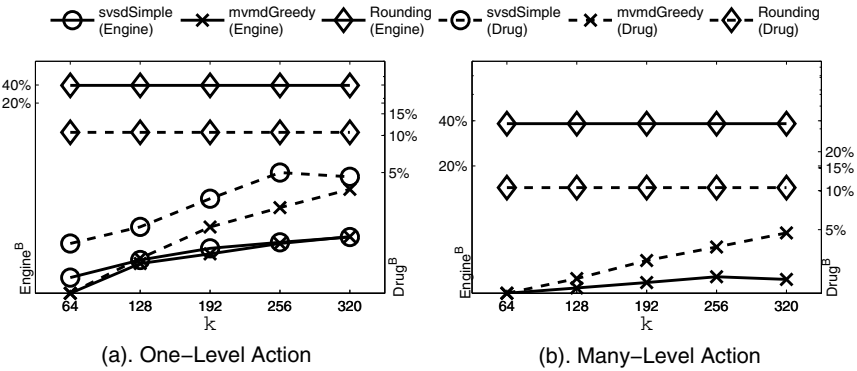 svsdSimple (Engine)
mvmdGreedy (Engine)
Rounding (Engine)
svsdSimple (Drug)
mvmdGreedy (Drug)
Rounding (Drug)
40%
20%
Engine^B
15%
10%
5%
Drug^B
64 128 192 256 320
k
(a). One−Level Action
40%
20%
Engine^B
20%
15%
10%
5%
Drug^B
64 128 192 256 320
k
(b). Many−Level Action